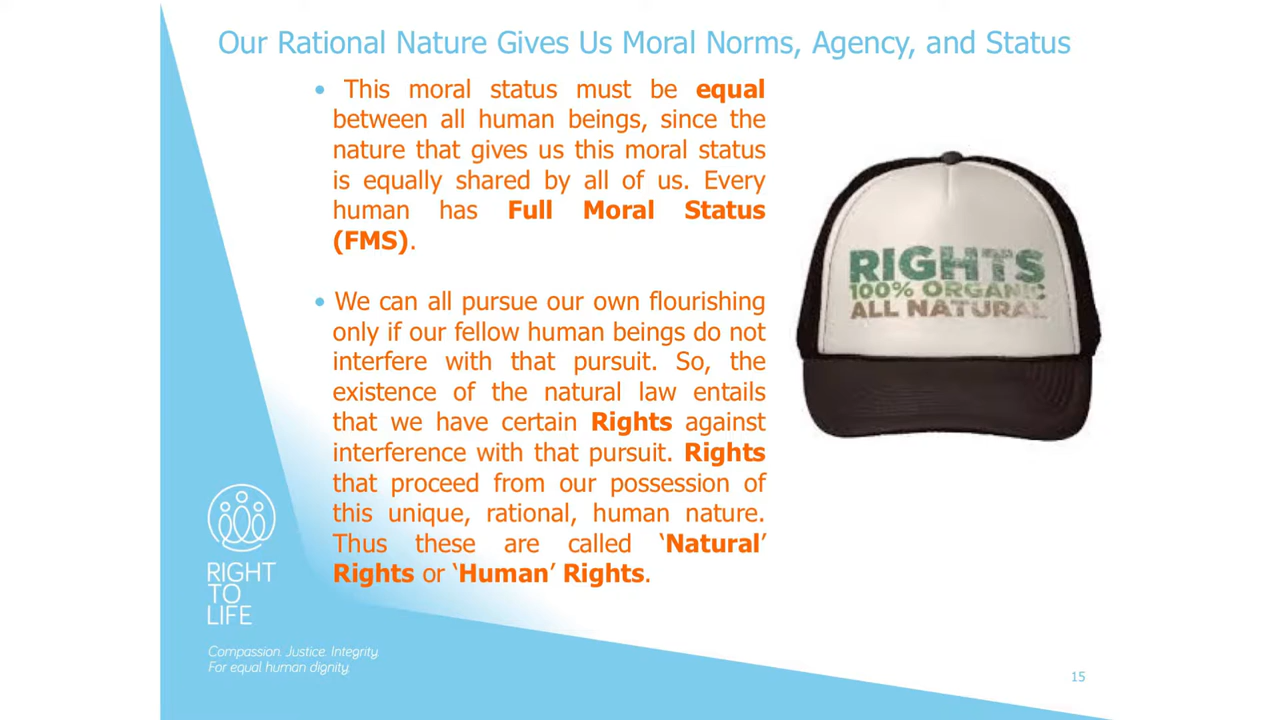 Our Rational Nature Gives Us Moral Norms, Agency, and Status
• This moral status must be equal
between all human beings, since the
nature that gives us this moral status
is equally shared by all of us. Every
human has Full Moral Status
(FMS).
• We can all pursue our own flourishing
only if our fellow human beings do not
interfere with that pursuit. So, the
existence of the natural law entails
that we have certain Rights against
interference with that pursuit. Rights
that proceed from our possession of
this unique, rational, human nature.
Thus these are called ‘Natural’
Rights or ‘Human’ Rights.
RIGHTS
100% ORGANIC
ALL NATURAL
RIGHT
TO
LIFE
Compassion. Justice. Integrity.
For equal human dignity.
15